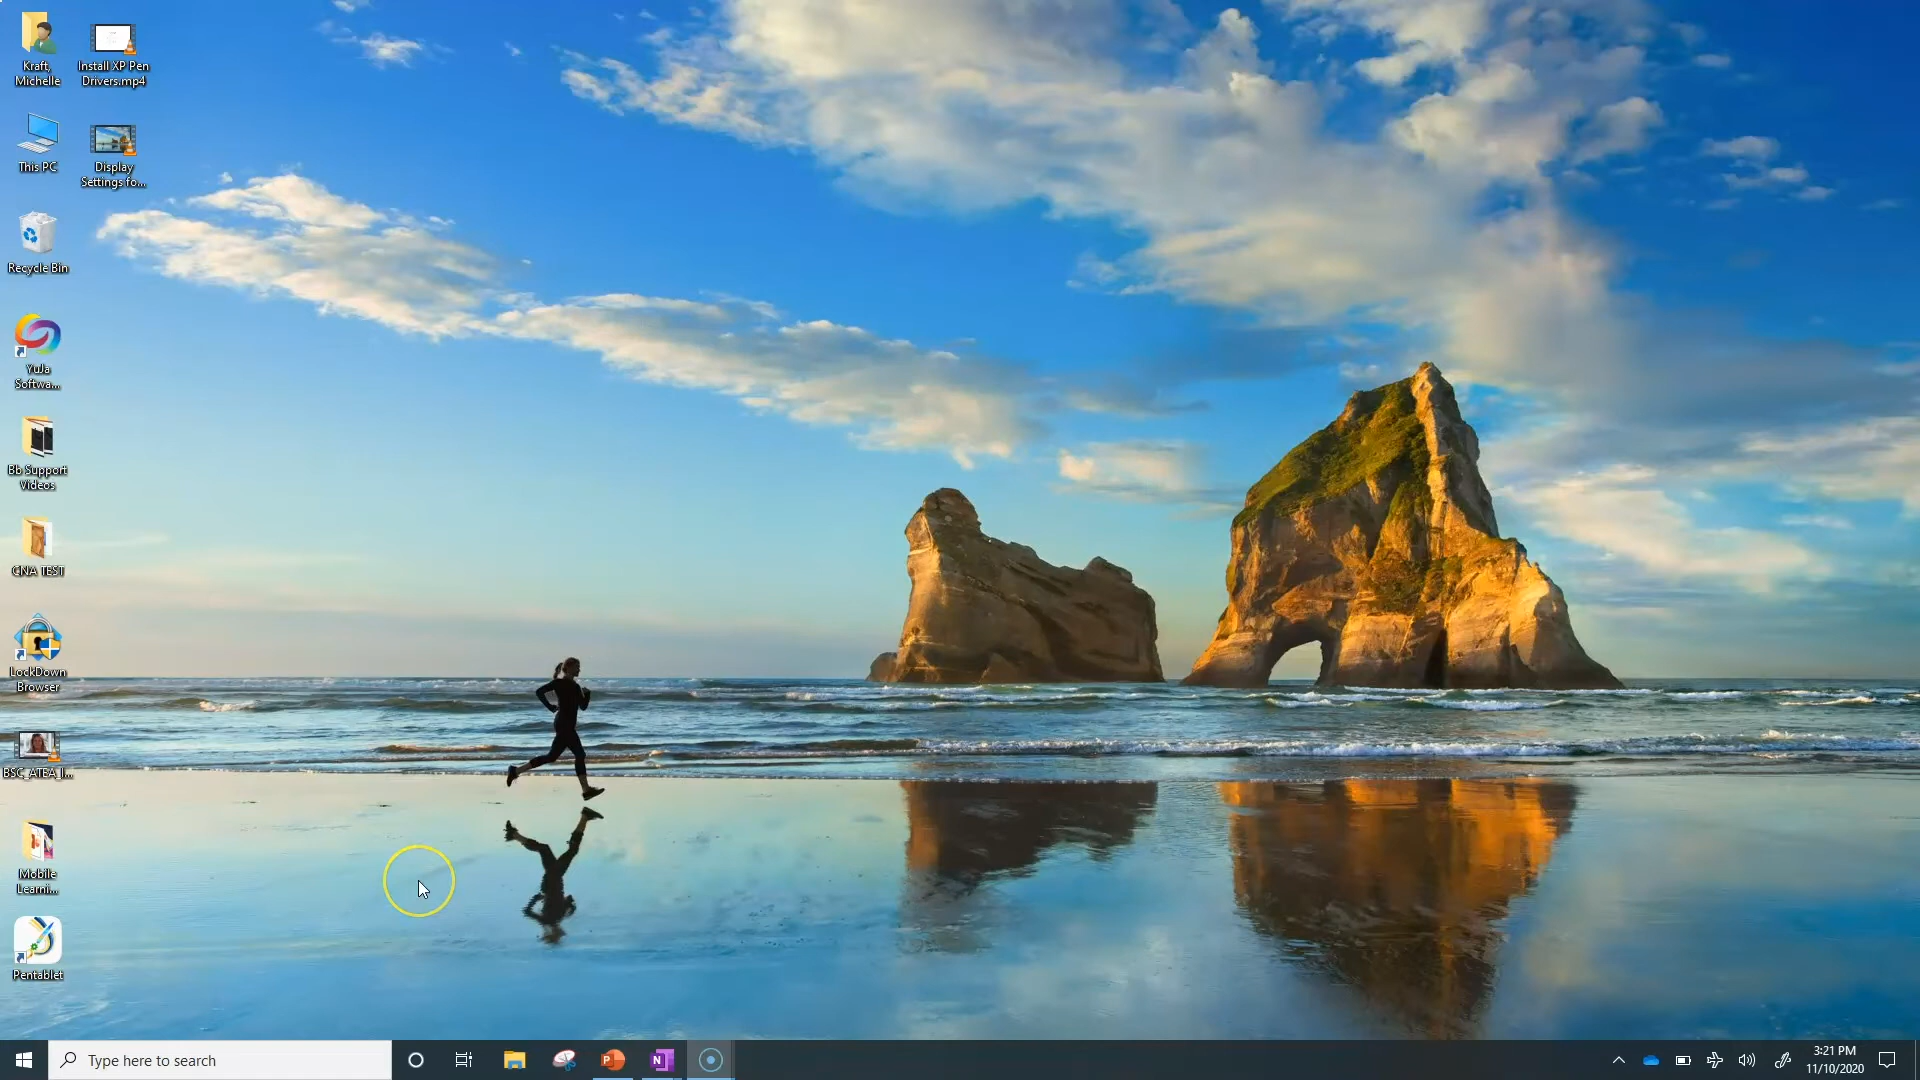 Kraft,
Michelle
Install XP Pen
Drivers.mp4
This PC
Display
Settings fo...
Recycle Bin
YuJa
Softwa...
Bb Support
Videos
CNA TEST
LockDown
Browser
BSC_ATEA_I...
Mobile
Learni...
Pentablet
Type here to search
P
N
3:21 PM
11/10/2020